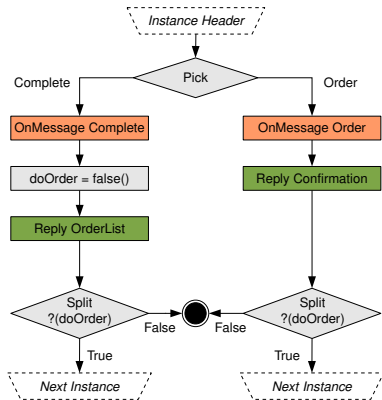 Instance Header
Pick
Complete
Order
OnMessage Complete
OnMessage Order
doOrder = false()
Reply Confirmation
Reply OrderList
Split
?(doOrder)
Split
?(doOrder)
False
False
True
True
Next Instance
Next Instance